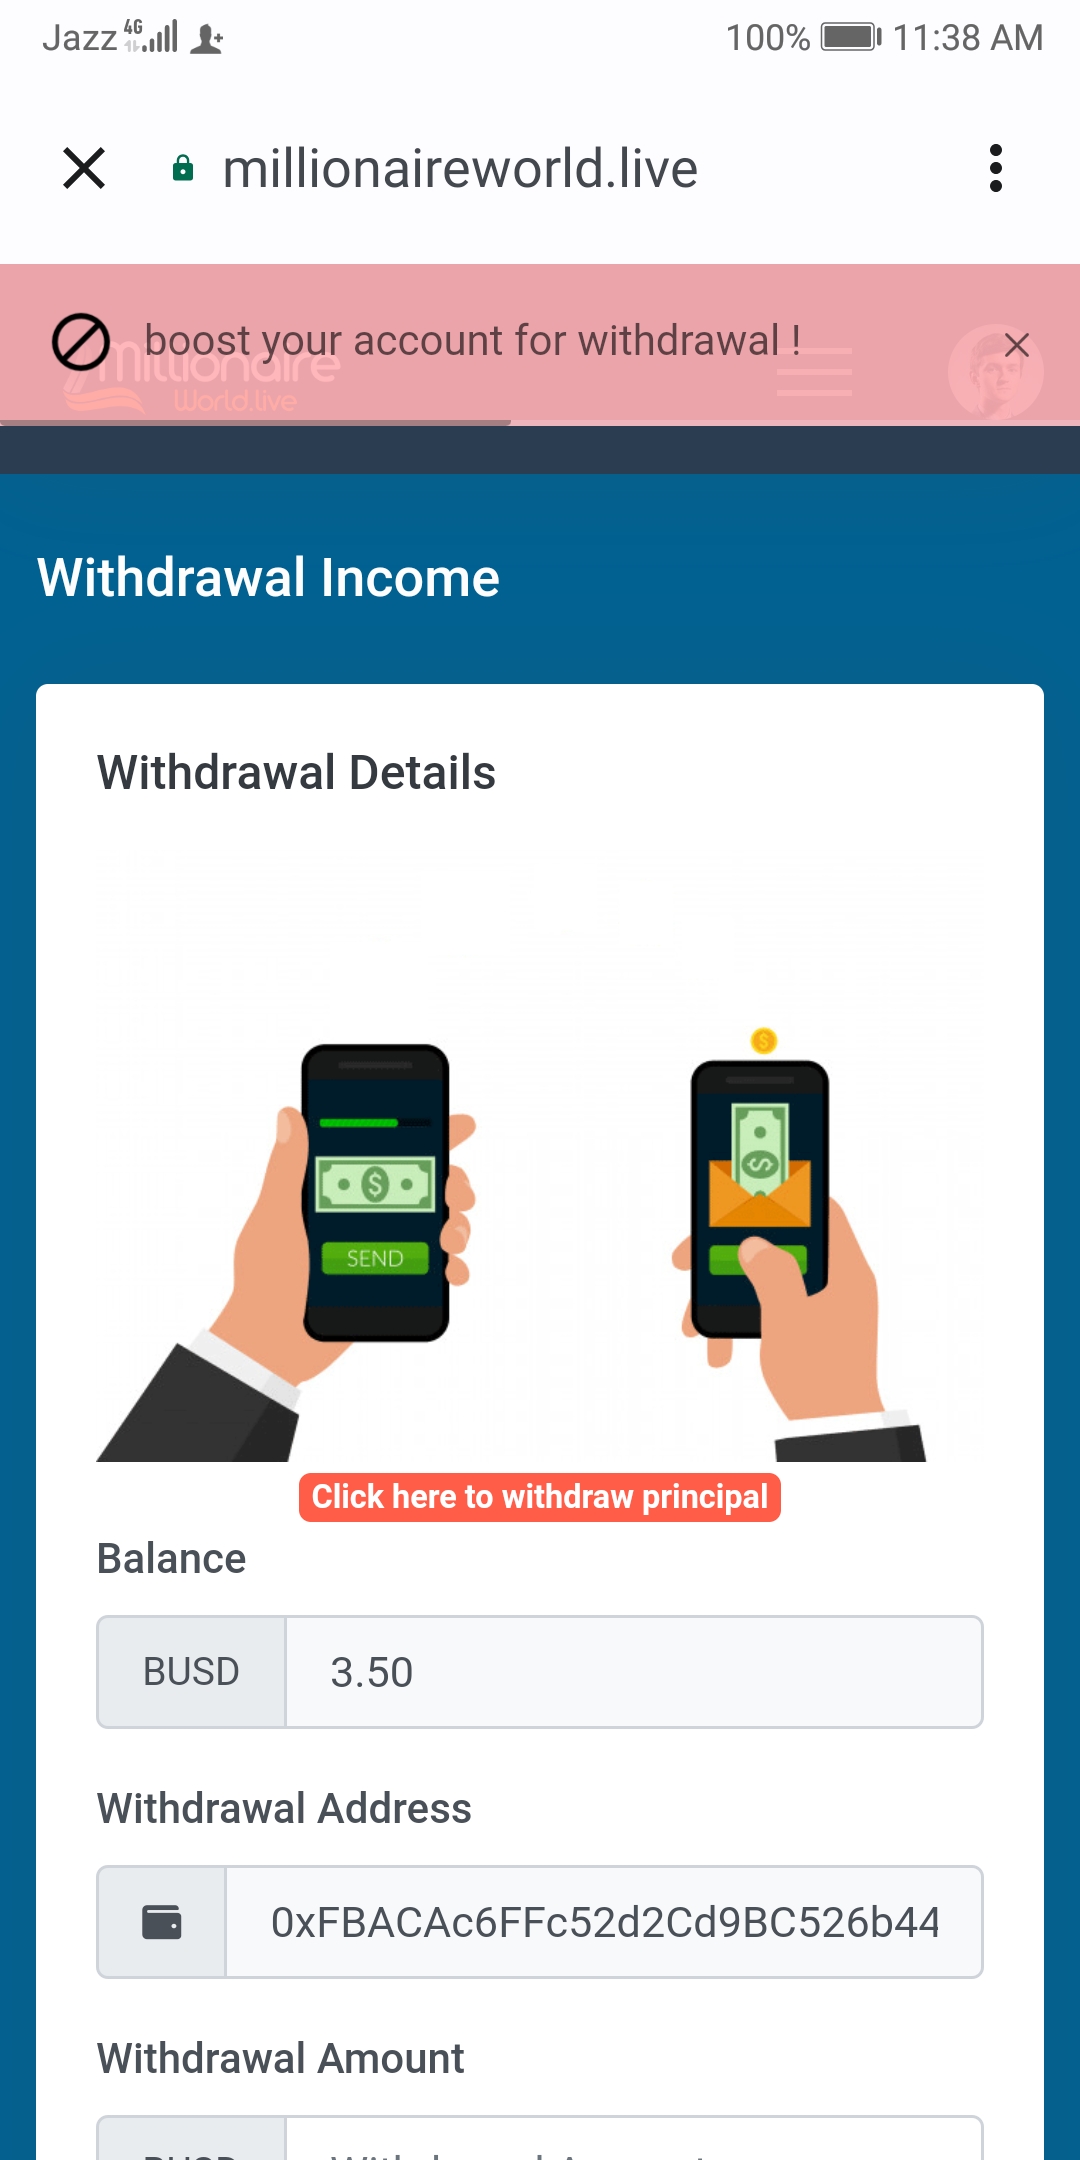 Jazz 4G 100% 11:38 AM
millionaireworld.live
boost your account for withdrawal !
Millionaire
World.live
Withdrawal Income
Withdrawal Details
SEND
Click here to withdraw principal
Balance
BUSD 3.50
Withdrawal Address
0xFBACAc6FFc52d2Cd9BC526b44
Withdrawal Amount